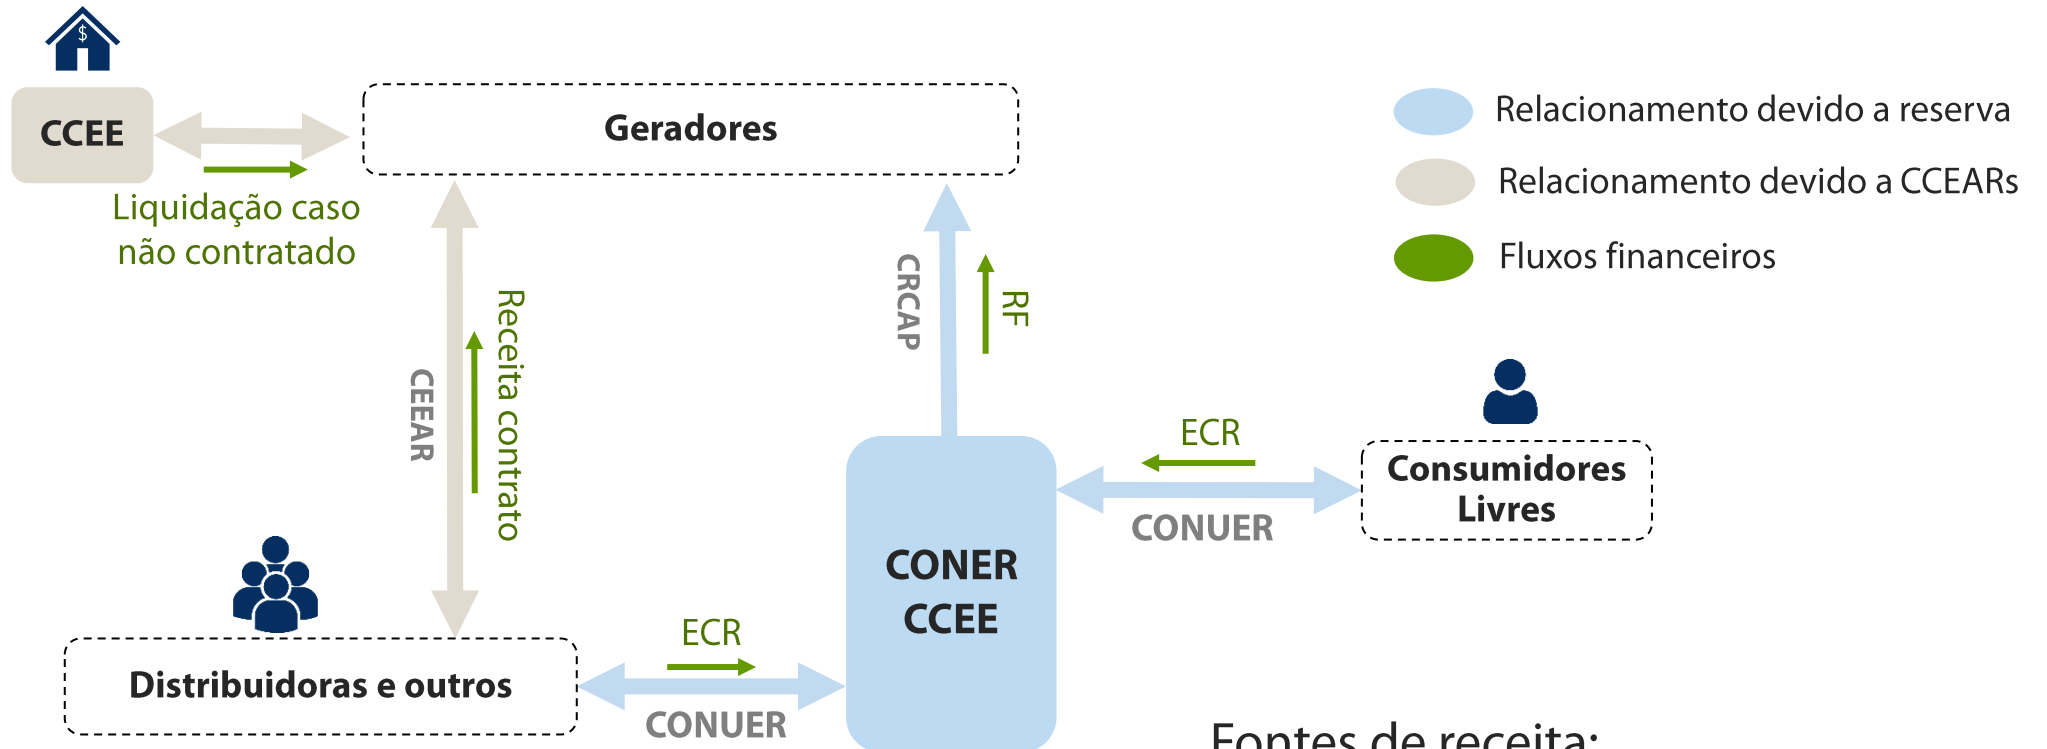 $
CCEE
Geradores
Liquidação caso
não contratado
Relacionamento devido a reserva
Relacionamento devido a CCEARs
Fluxos financeiros
CEEAR
Receita contrato
CRCAP
RF
ECR
CONUER
Consumidores
Livres
CONER
CCEE
Distribuidoras e outros
ECR
CONUER
Fontes de receita: